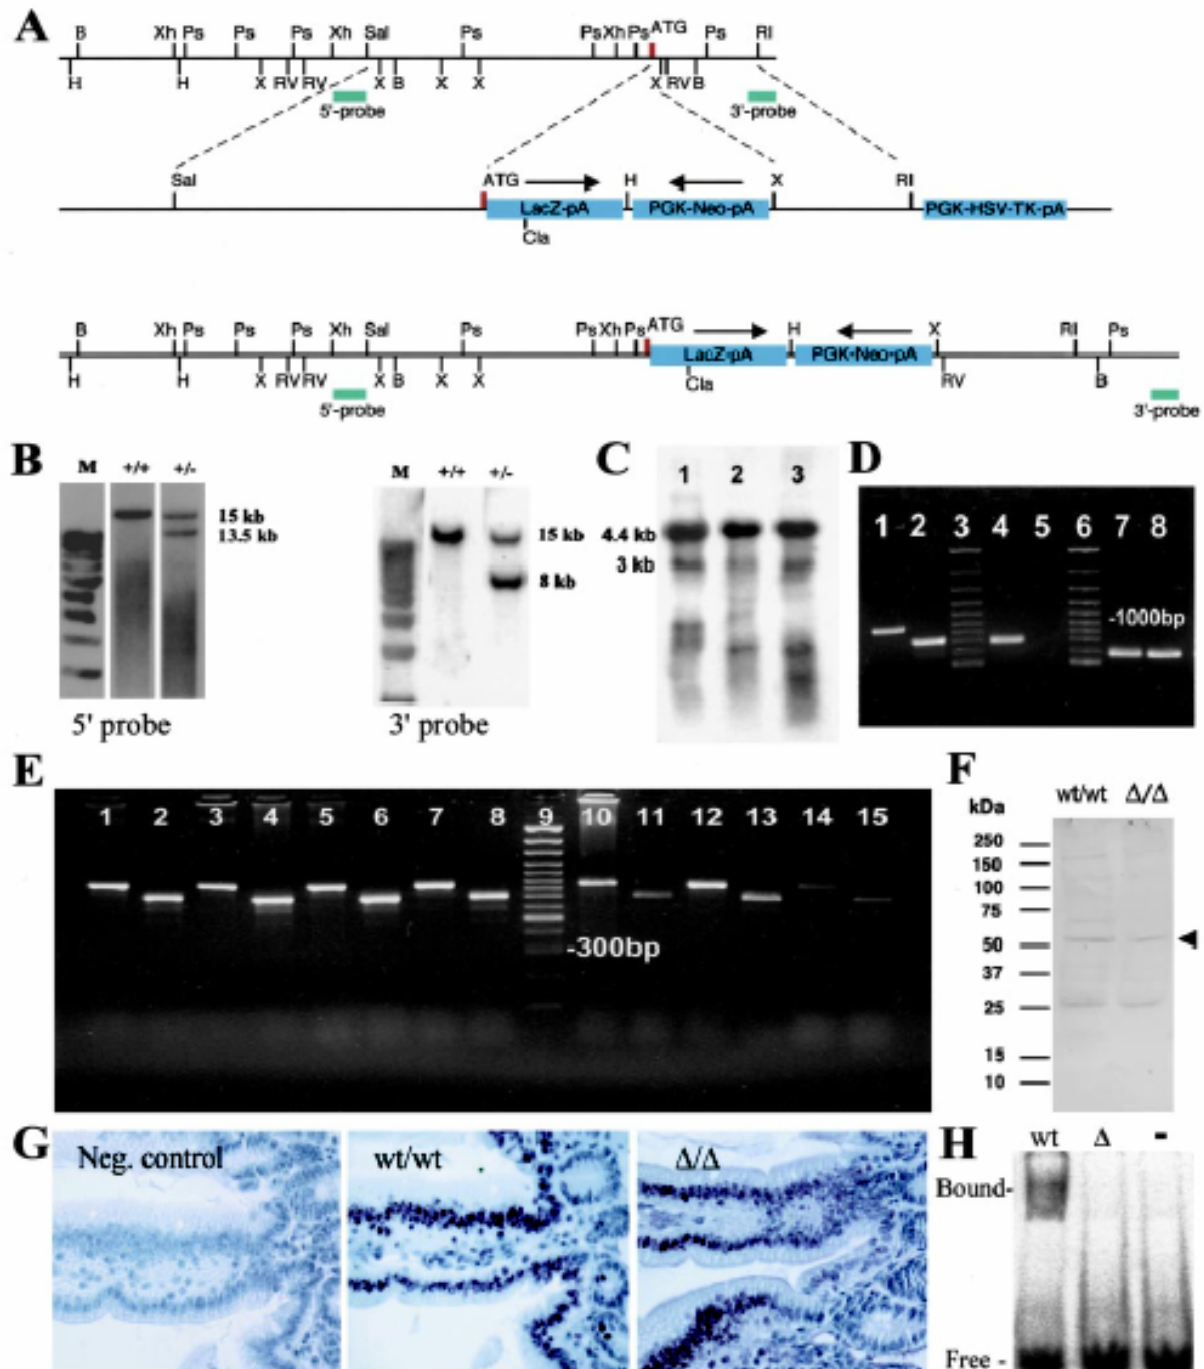 A
B Xh Ps Ps Ps Xh Sal Ps Ps Xh Ps ATG Ps RI
H H X RV RV X B X X X RV B
5'-probe 3'-probe
Sal ATG H X RI
LacZ-pA PGK-Neo-pA PGK-HSV-TK-pA
Cla
B Xh Ps Ps Ps Xh Sal Ps Ps Xh Ps ATG H X RI Ps
LacZ-pA PGK-Neo-pA
H H X RV RV X B X X Cla RV B
5'-probe 3'-probe
B
M +/+ +/-
15 kb
13.5 kb
5' probe
M +/+ +/-
15 kb
8 kb
3' probe
C
1 2 3
4.4 kb
3 kb
D
1 2 3 4 5 6 7 8
-1000bp
E
1 2 3 4 5 6 7 8 9 10 11 12 13 14 15
-300bp
F
wt/wt Δ/Δ
kDa
250
150
100
75
50
37
25
15
10
G
Neg. control wt/wt Δ/Δ
H
wt Δ -
Bound-
Free -